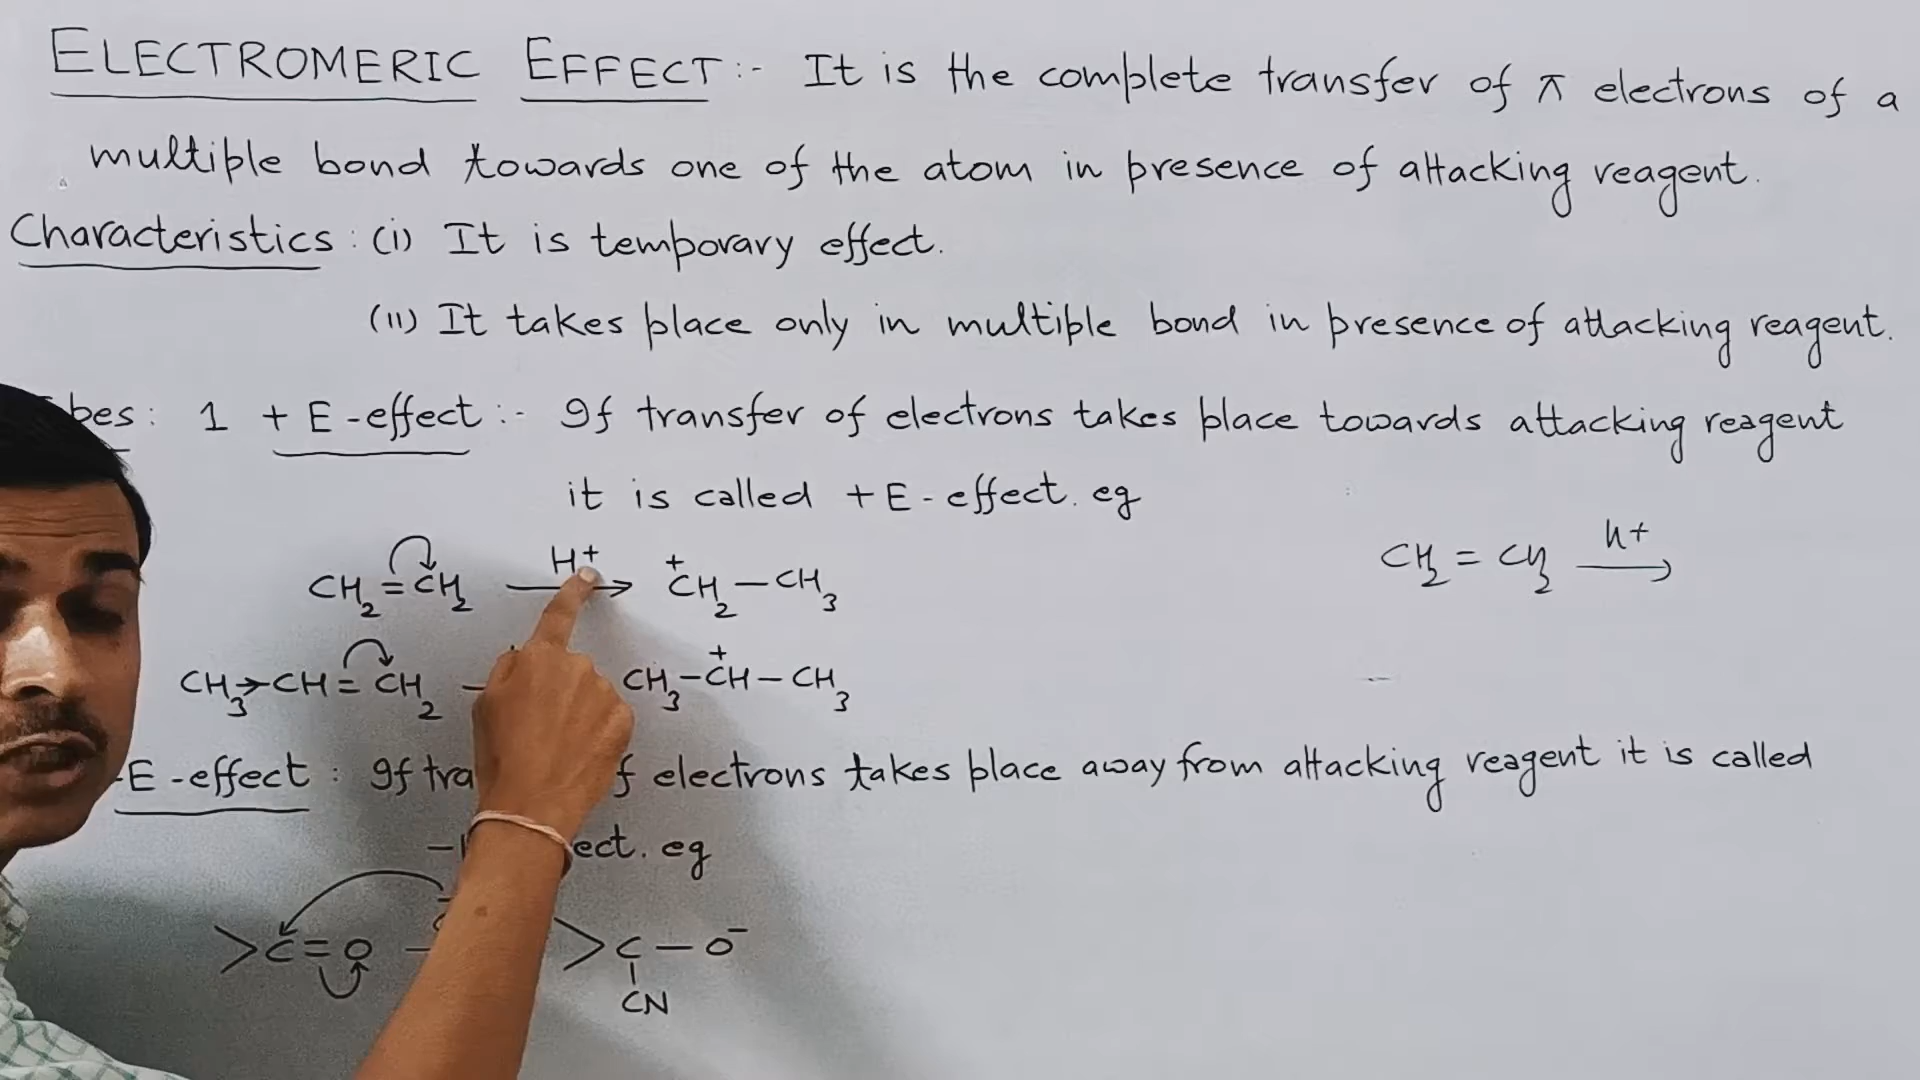 ELECTROMERIC EFFECT :- It is the complete transfer of π electrons of a
multiple bond towards one of the atom in presence of attacking reagent.
Characteristics : (i) It is temporary effect.
(ii) It takes place only in multiple bond in presence of attacking reagent.
1 + E - effect :- If transfer of electrons takes place towards attacking reagent
it is called + E - effect. eg
CH₂ = CH₂ H⁺ → ⁺CH₂ – CH₃
CH₂ = CH₂ H⁺ →
CH₃ → CH = CH₂ CH₃ – ⁺CH – CH₃
-E - effect : If electrons takes place away from attacking reagent it is called
eg
>C = O >C – O⁻
CN